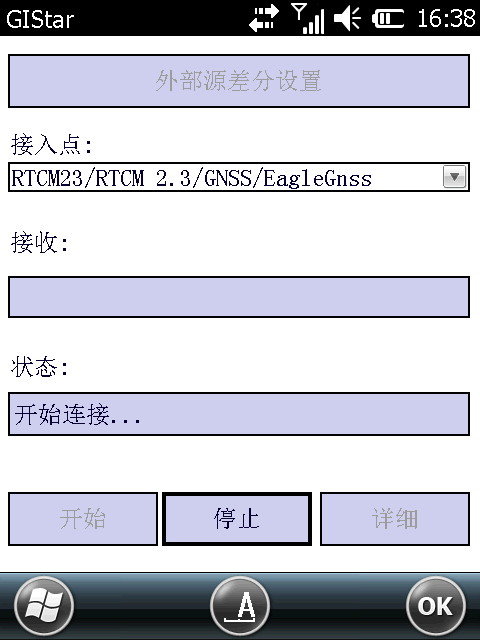 GIStar 16:38
外部源差分设置
接入点:
RTCM23/RTCM 2.3/GNSS/EagleGnss
接收:
状态:
开始连接...
开始 停止 详细
A OK